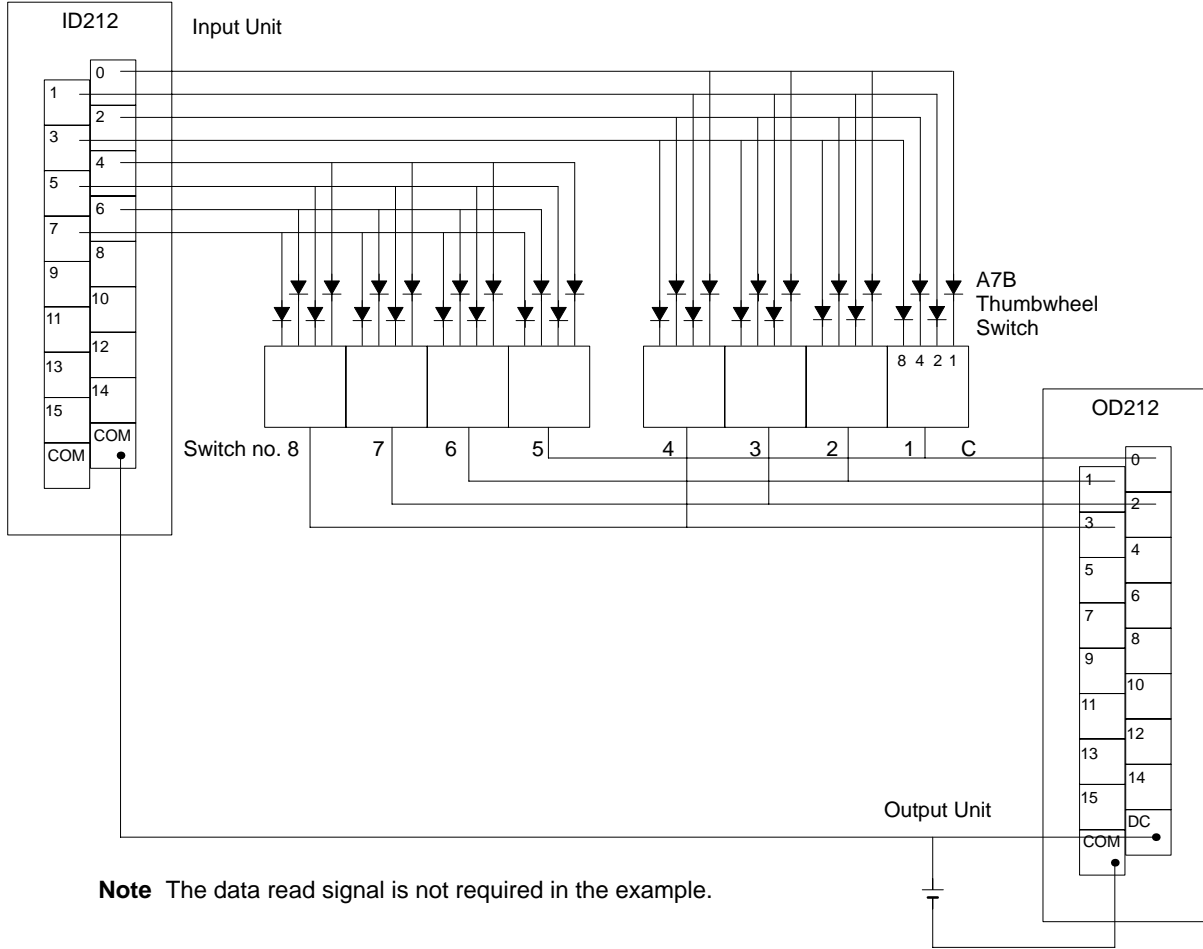 ID212
Input Unit
0
1
2
3
4
5
6
7
8
9
10
11
12
13
14
15
COM
COM
A7B
Thumbwheel
Switch
8 4 2 1
Switch no. 8 7 6 5 4 3 2 1 C
OD212
0
1
2
3
4
5
6
7
8
9
10
11
12
13
14
15
DC
COM
Output Unit
Note The data read signal is not required in the example.